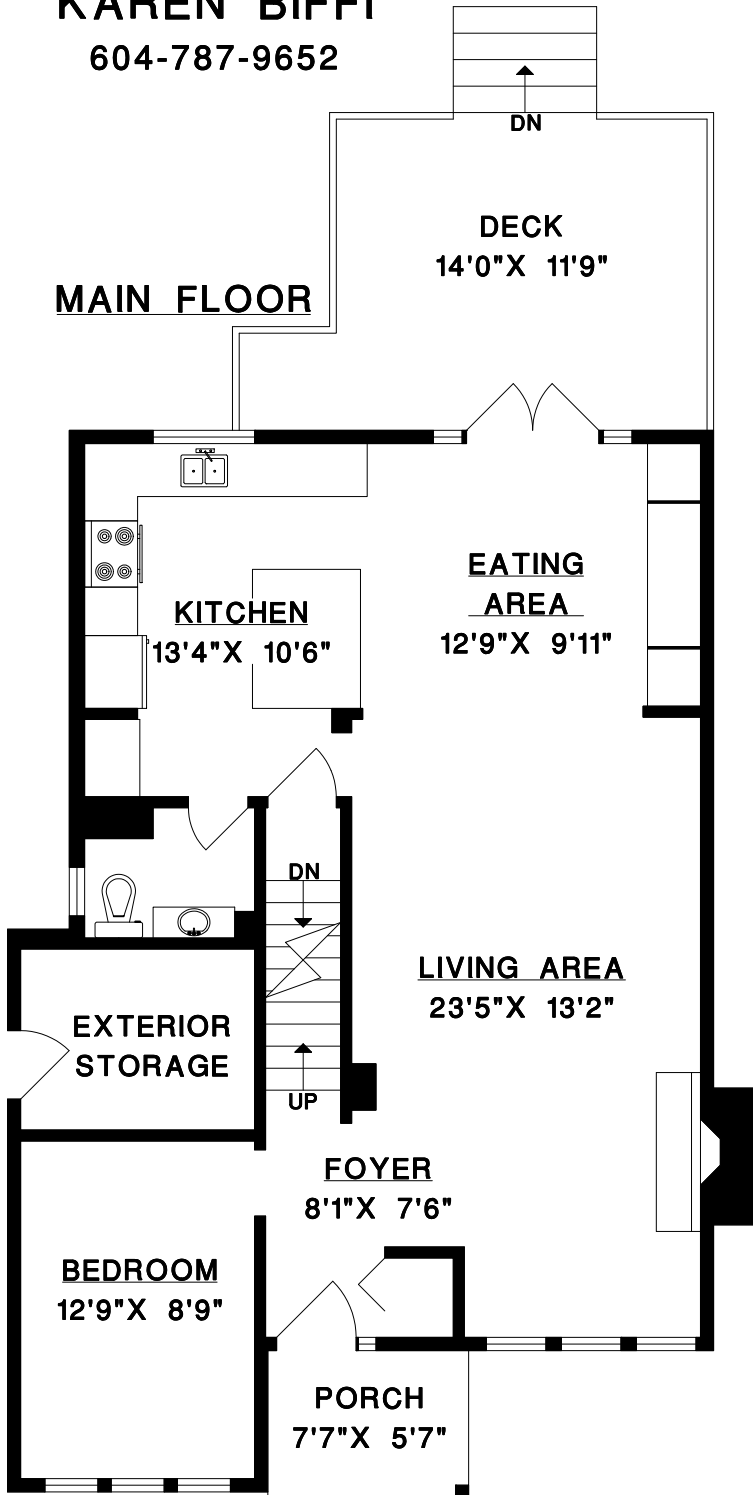 KAREN BIFFI
604-787-9652
DN
DECK
14'0"X 11'9"
MAIN FLOOR
EATING
AREA
12'9"X 9'11"
KITCHEN
13'4"X 10'6"
DN
LIVING AREA
23'5"X 13'2"
EXTERIOR
STORAGE
UP
FOYER
8'1"X 7'6"
BEDROOM
12'9"X 8'9"
PORCH
7'7"X 5'7"